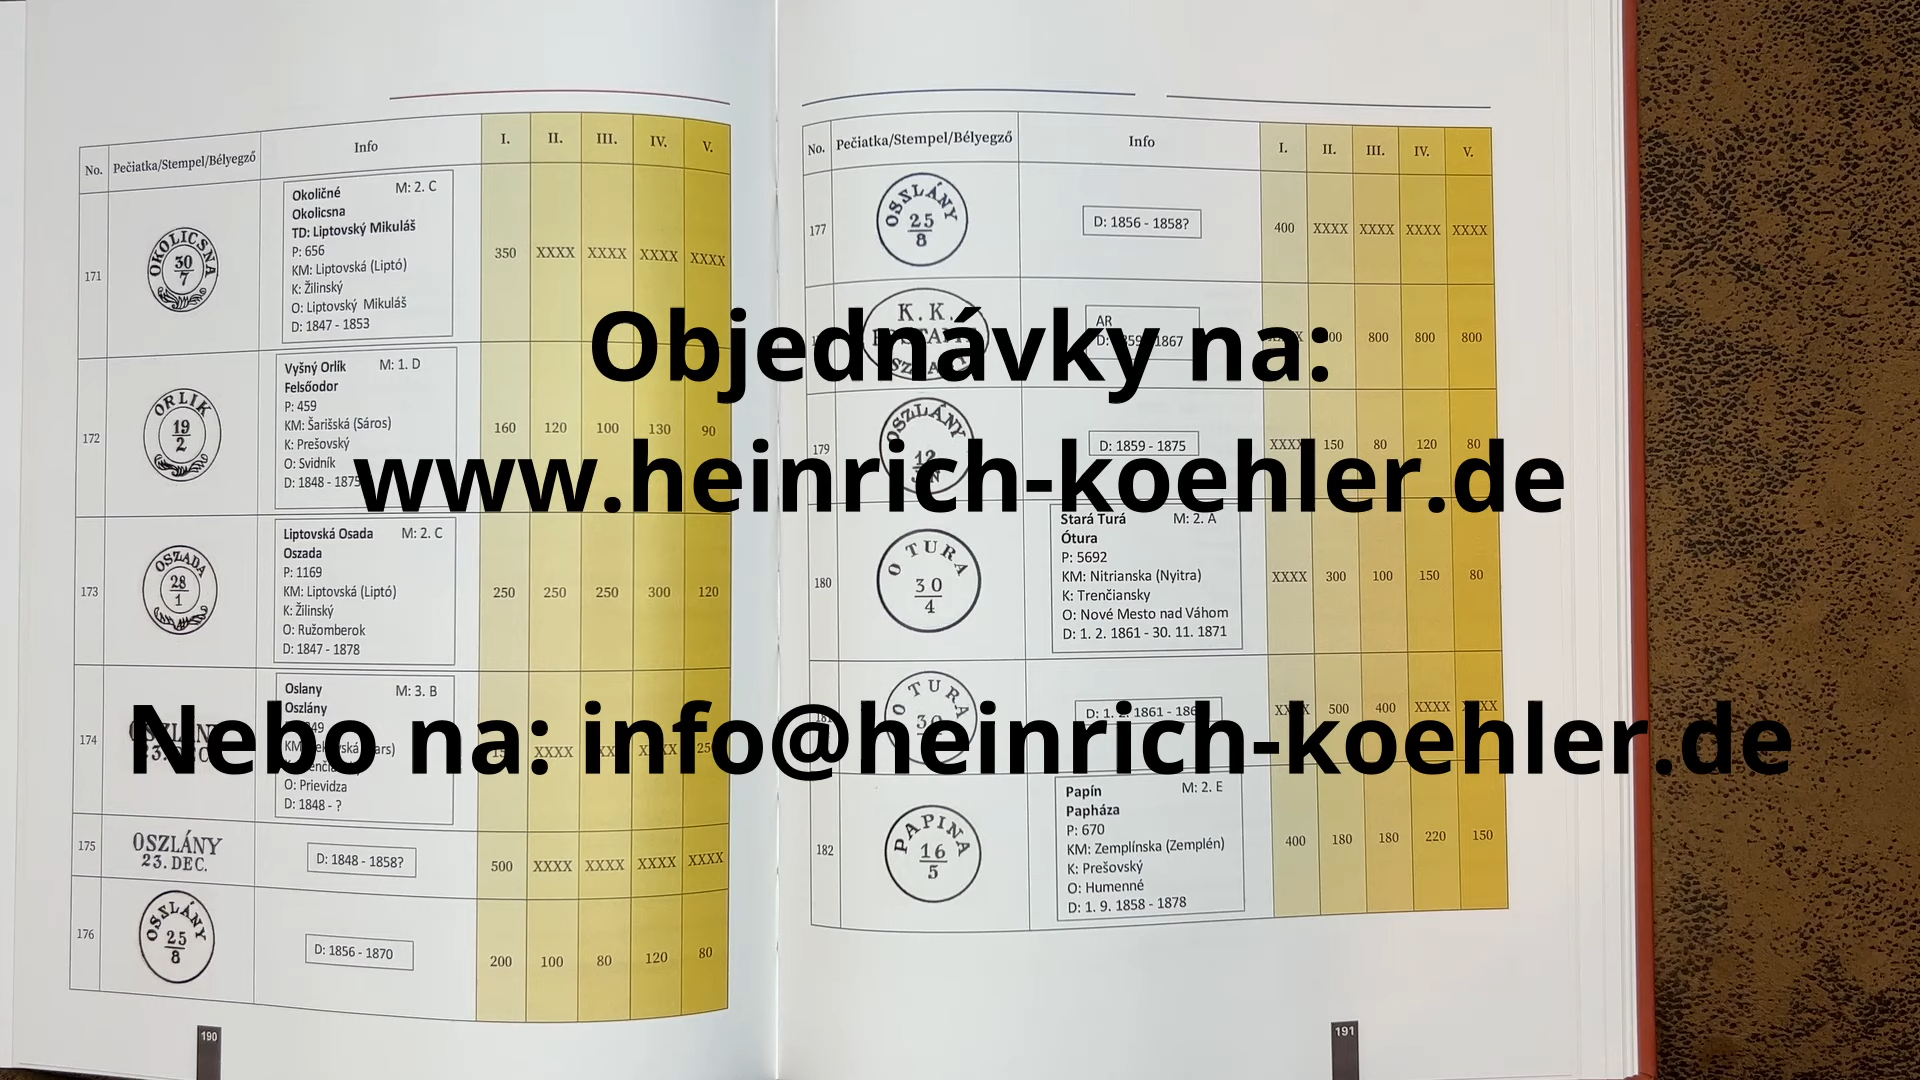 Objednávky na:
www.heinrich-koehler.de
Nebo na: info@heinrich-koehler.de
No. Pečiatka/Stempel/Bélyegző Info I. II. III. IV. V.
171
OKOLICSNA
30
7
Okoličné M: 2. C
Okolicsna
TD: Liptovský Mikuláš
P: 656
KM: Liptovská (Liptó)
K: Žilinský
O: Liptovský Mikuláš
D: 1847 - 1853
350 XXXX XXXX XXXX XXXX
172
ORLIK
19
2
Vyšný Orlík M: 1. D
Felsőodor
P: 459
KM: Šarišská (Sáros)
K: Prešovský
O: Svidník
D: 1848 - 1875
160 120 100 130 90
173
OSZADA
28
1
Liptovská Osada M: 2. C
Oszada
P: 1169
KM: Liptovská (Liptó)
K: Žilinský
O: Ružomberok
D: 1847 - 1878
250 250 250 300 120
174
Oslany M: 3. B
Oszlány
O: Prievidza
D: 1848 - ?
XXXX
175
OSZLÁNY
23. DEC.
D: 1848 - 1858?
500 XXXX XXXX XXXX XXXX
176
OSZLÁNY
25
8
D: 1856 - 1870
200 100 80 120 80
190
No. Pečiatka/Stempel/Bélyegző Info I. II. III. IV. V.
177
OSZLÁNY
25
8
D: 1856 - 1858?
400 XXXX XXXX XXXX XXXX
K. K.
AR
800 800 800
179
OSZLÁNY
12
D: 1859 - 1875
XXXX 150 80 120 80
180
O TURA
30
4
Stará Turá M: 2. A
Ótura
P: 5692
KM: Nitrianska (Nyitra)
K: Trenčiansky
O: Nové Mesto nad Váhom
D: 1. 2. 1861 - 30. 11. 1871
XXXX 300 100 150 80
O TURA
30
500 400 XXXX
182
PAPINA
16
5
Papín M: 2. E
Papháza
P: 670
KM: Zemplínska (Zemplén)
K: Prešovský
O: Humenné
D: 1. 9. 1858 - 1878
400 180 180 220 150
191